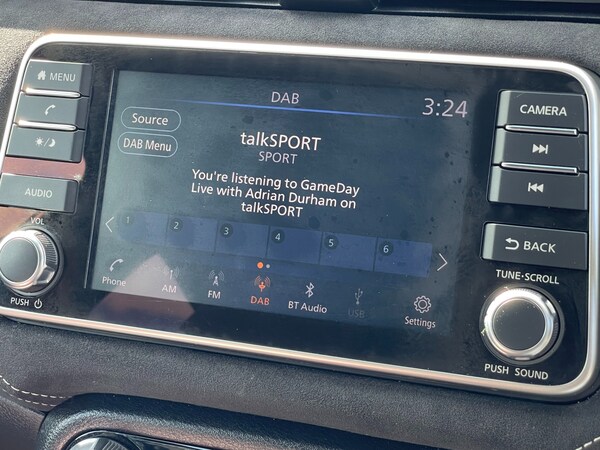 MENU
DAB
3:24
CAMERA
Source
DAB Menu
talkSPORT
SPORT
You're listening to GameDay
Live with Adrian Durham on
talkSPORT
AUDIO
VOL
PUSH
1
2
3
4
5
6
BACK
TUNE·SCROLL
Phone
AM
FM
DAB
BT Audio
USB
Settings
PUSH SOUND